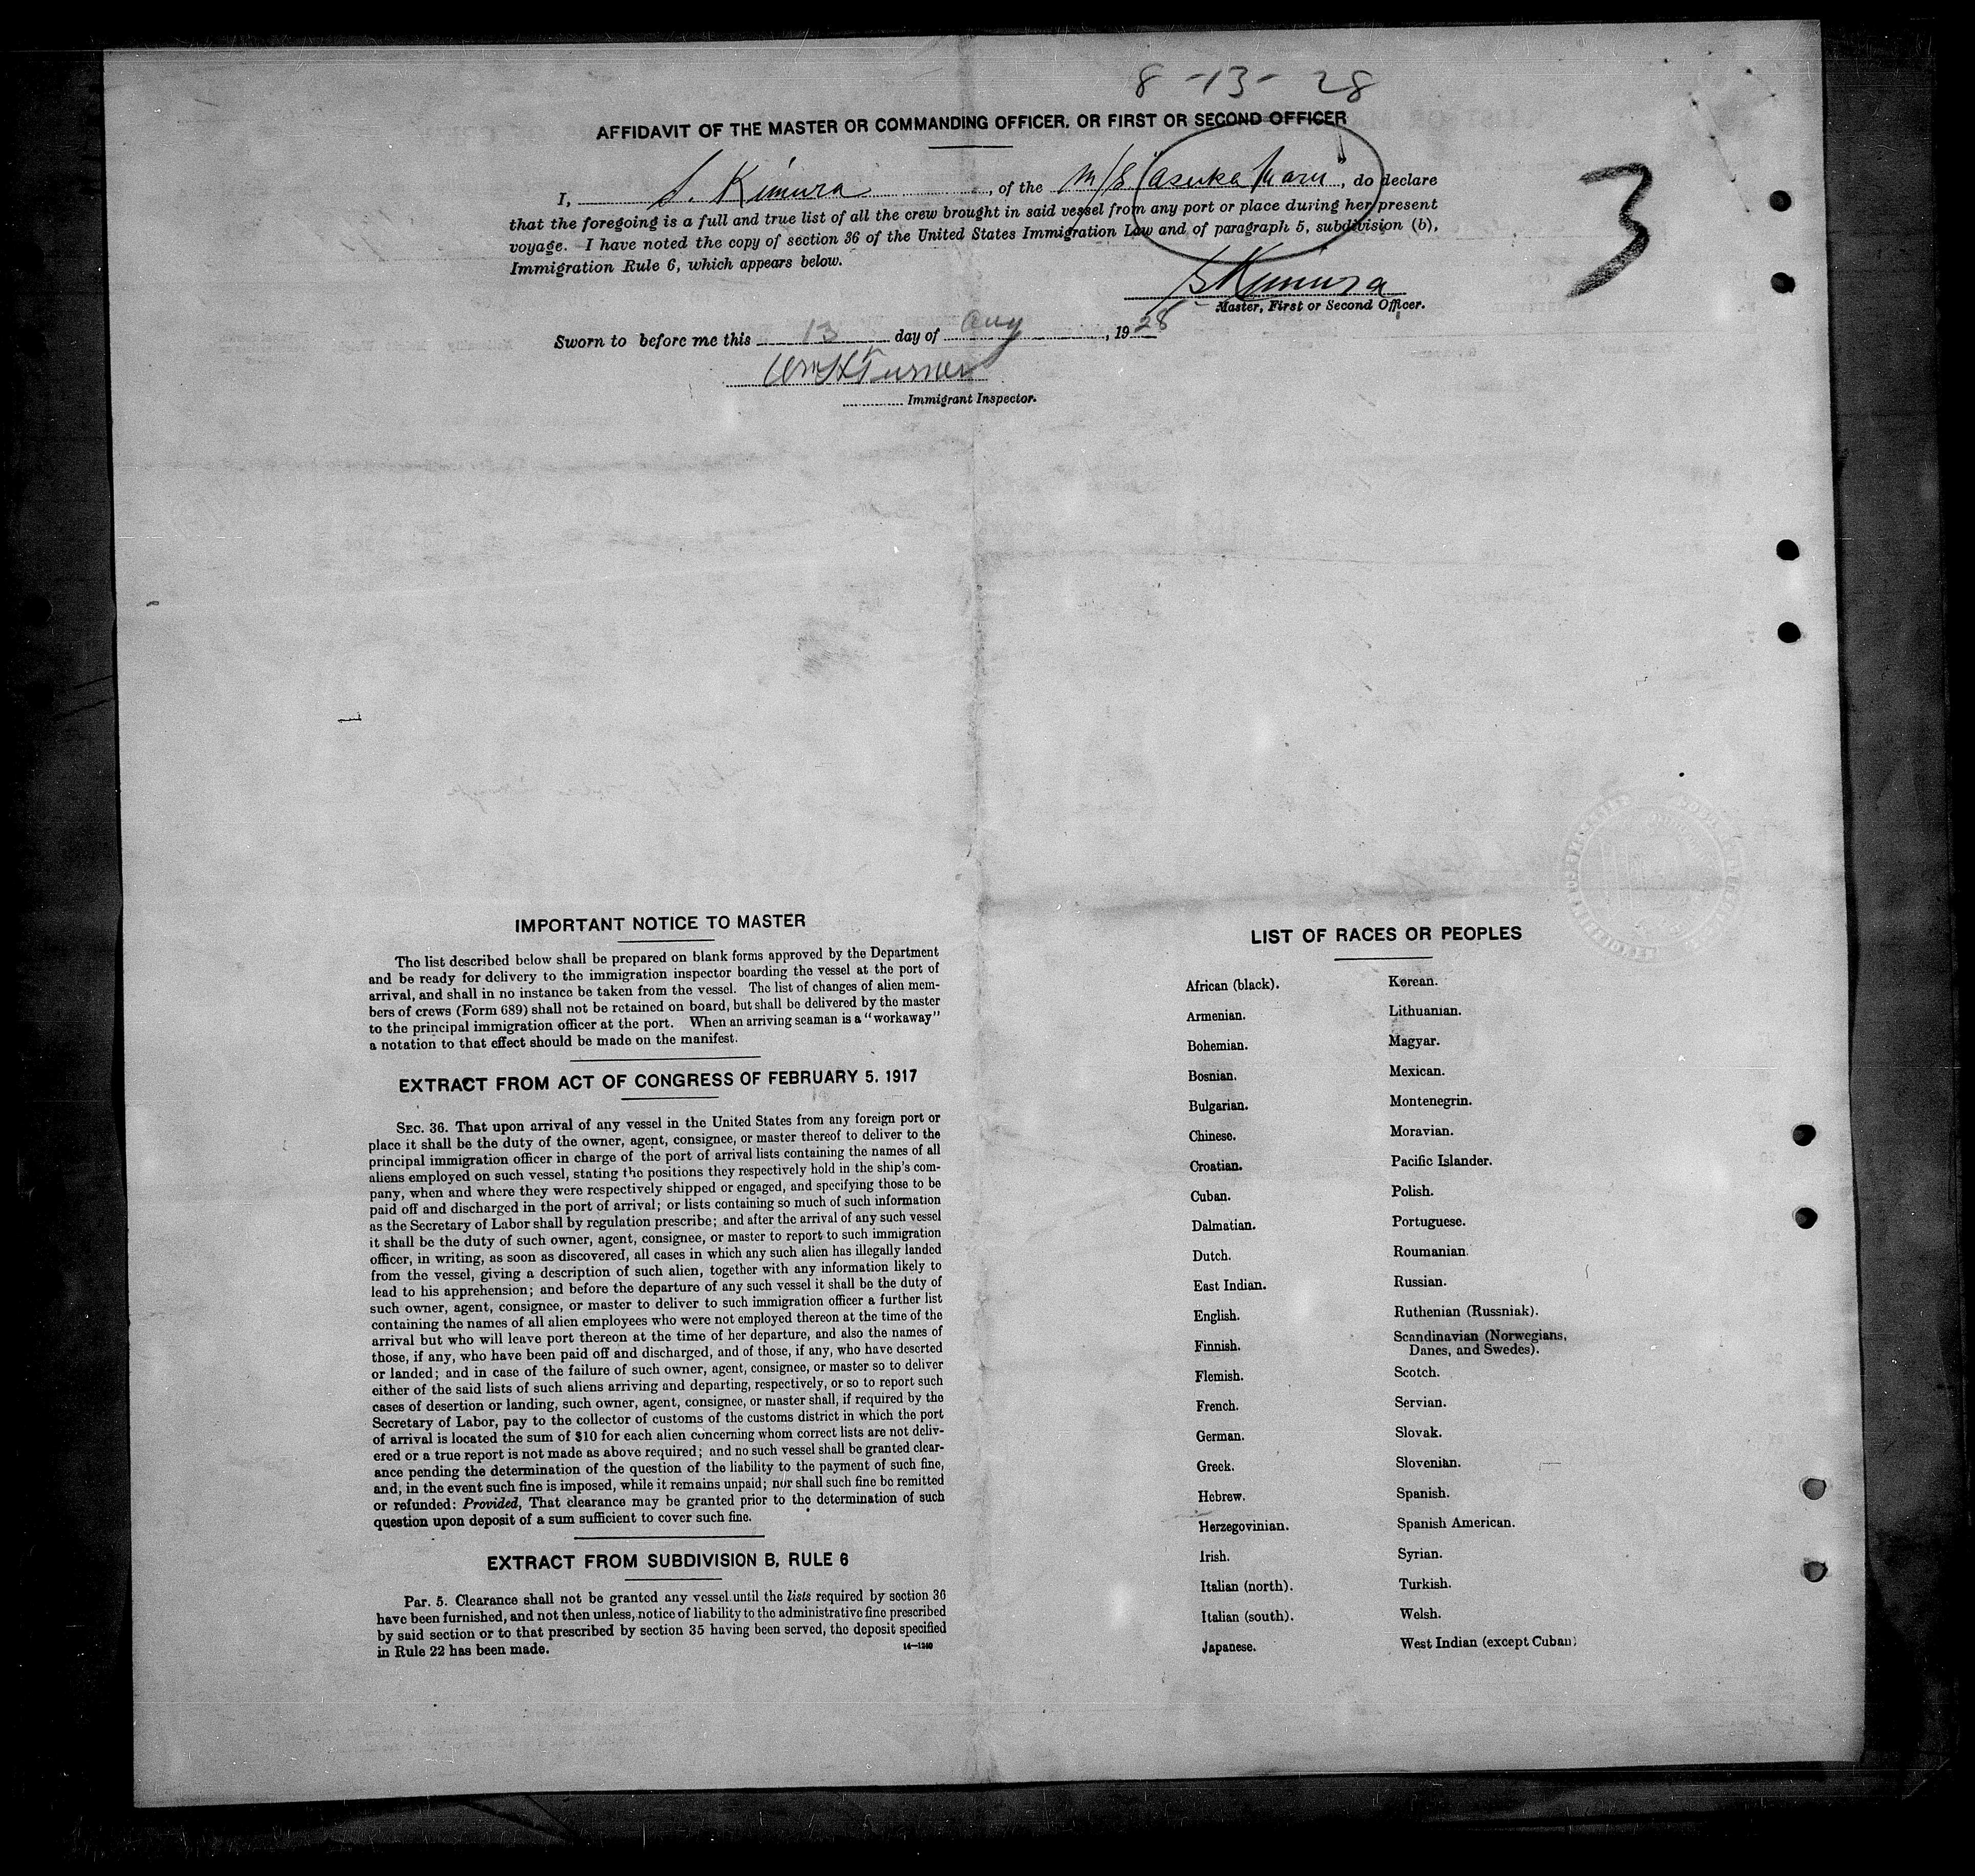 8-13-28
AFFIDAVIT OF THE MASTER OR COMMANDING OFFICER, OR FIRST OR SECOND OFFICER
3
I, S. Kimura, of the M/S "Asuka Maru", do declare
that the foregoing is a full and true list of all the crew brought in said vessel from any port or place during her present
voyage. I have noted the copy of section 36 of the United States Immigration Law and of paragraph 5, subdivision (b),
Immigration Rule 6, which appears below.
S Kimura
Master, First or Second Officer.
Sworn to before me this 13 day of Aug, 1928
Wm H Turner
Immigrant Inspector.
IMPORTANT NOTICE TO MASTER
The list described below shall be prepared on blank forms approved by the Department
and be ready for delivery to the immigration inspector boarding the vessel at the port of
arrival, and shall in no instance be taken from the vessel. The list of changes of alien mem-
bers of crews (Form 689) shall not be retained on board, but shall be delivered by the master
to the principal immigration officer at the port. When an arriving seaman is a "workaway"
a notation to that effect should be made on the manifest.
EXTRACT FROM ACT OF CONGRESS OF FEBRUARY 5, 1917
SEC. 36. That upon arrival of any vessel in the United States from any foreign port or
place it shall be the duty of the owner, agent, consignee, or master thereof to deliver to the
principal immigration officer in charge of the port of arrival lists containing the names of all
aliens employed on such vessel, stating the positions they respectively hold in the ship's com-
pany, when and where they were respectively shipped or engaged, and specifying those to be
paid off and discharged in the port of arrival; or lists containing so much of such information
as the Secretary of Labor shall by regulation prescribe; and after the arrival of any such vessel
it shall be the duty of such owner, agent, consignee, or master to report to such immigration
officer, in writing, as soon as discovered, all cases in which any such alien has illegally landed
from the vessel, giving a description of such alien, together with any information likely to
lead to his apprehension; and before the departure of any such vessel it shall be the duty of
such owner, agent, consignee, or master to deliver to such immigration officer a further list
containing the names of all alien employees who were not employed thereon at the time of the
arrival but who will leave port thereon at the time of her departure, and also the names of
those, if any, who have been paid off and discharged, and of those, if any, who have deserted
or landed; and in case of the failure of such owner, agent, consignee, or master so to deliver
either of the said lists of such aliens arriving and departing, respectively, or so to report such
cases of desertion or landing, such owner, agent, consignee, or master shall, if required by the
Secretary of Labor, pay to the collector of customs of the customs district in which the port
of arrival is located the sum of $10 for each alien concerning whom correct lists are not deliv-
ered or a true report is not made as above required; and no such vessel shall be granted clear-
ance pending the determination of the question of the liability to the payment of such fine,
and, in the event such fine is imposed, while it remains unpaid; nor shall such fine be remitted
or refunded: Provided, That clearance may be granted prior to the determination of such
question upon deposit of a sum sufficient to cover such fine.
EXTRACT FROM SUBDIVISION B, RULE 6
Par. 5. Clearance shall not be granted any vessel until the lists required by section 36
have been furnished, and not then unless, notice of liability to the administrative fine prescribed
by said section or to that prescribed by section 35 having been served, the deposit specified
in Rule 22 has been made.
14—1240
LIST OF RACES OR PEOPLES
African (black).
Armenian.
Bohemian.
Bosnian.
Bulgarian.
Chinese.
Croatian.
Cuban.
Dalmatian.
Dutch.
East Indian.
English.
Finnish.
Flemish.
French.
German.
Greek.
Hebrew.
Herzegovinian.
Irish.
Italian (north).
Italian (south).
Japanese.
Korean.
Lithuanian.
Magyar.
Mexican.
Montenegrin.
Moravian.
Pacific Islander.
Polish.
Portuguese.
Roumanian.
Russian.
Ruthenian (Russniak).
Scandinavian (Norwegians,
Danes, and Swedes).
Scotch.
Servian.
Slovak.
Slovenian.
Spanish.
Spanish American.
Syrian.
Turkish.
Welsh.
West Indian (except Cuban)